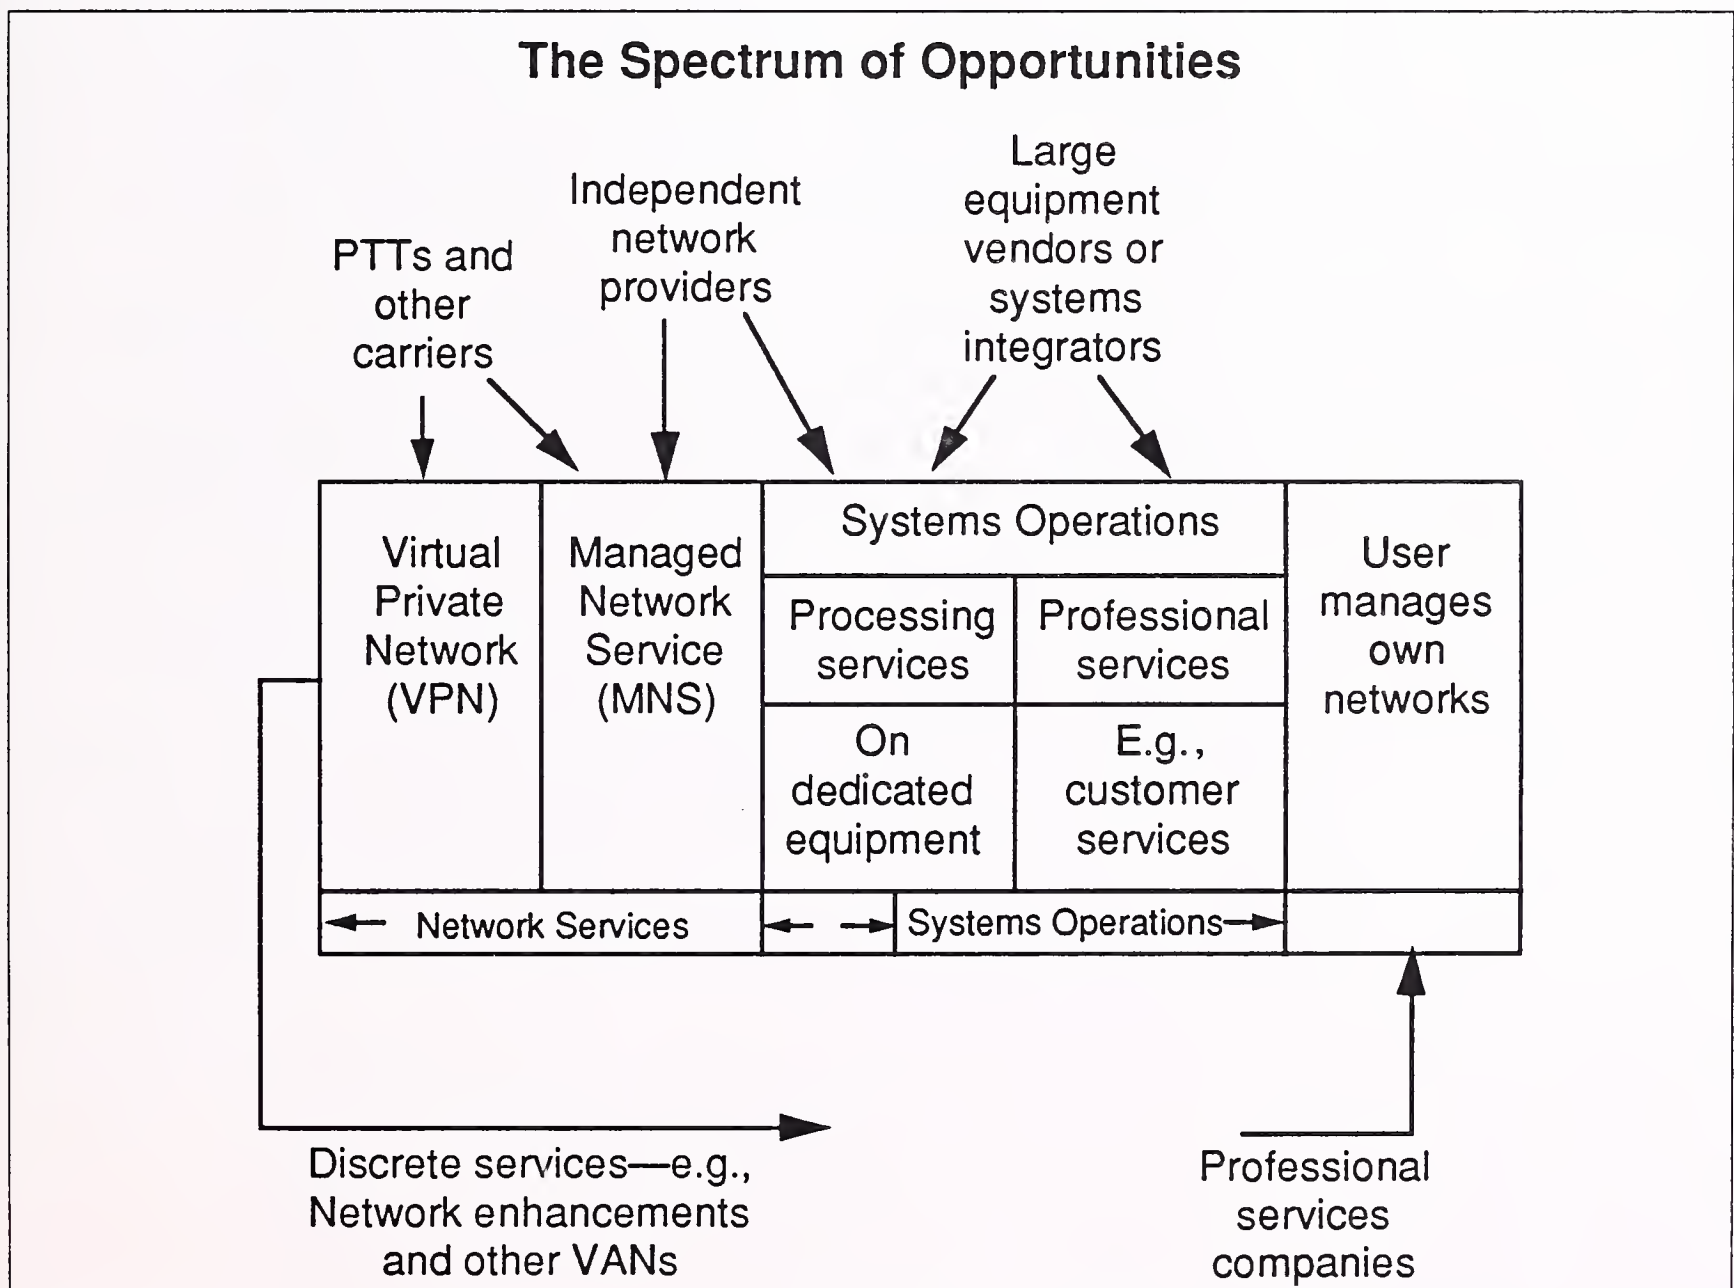 The Spectrum of Opportunities
PTTs and
other
carriers
Independent
network
providers
Large
equipment
vendors or
systems
integrators
Virtual
Private
Network
(VPN)
Managed
Network
Service
(MNS)
Systems Operations
Processing
services
Professional
services
On
dedicated
equipment
E.g.,
customer
services
User
manages
own
networks
Network Services
Systems Operations
Discrete services—e.g.,
Network enhancements
and other VANs
Professional
services
companies